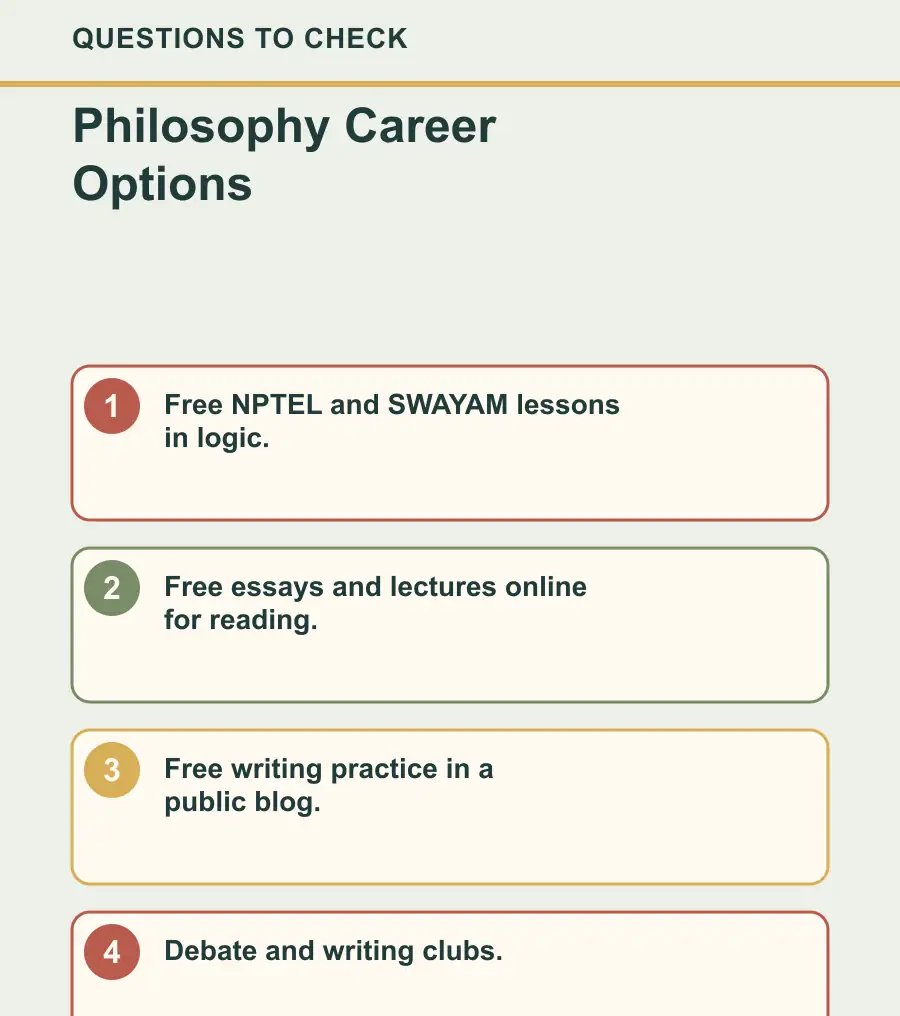 QUESTIONS TO CHECK
Philosophy Career
Options
1
Free NPTEL and SWAYAM lessons
in logic.
2
Free essays and lectures online
for reading.
3
Free writing practice in a
public blog.
4
Debate and writing clubs.